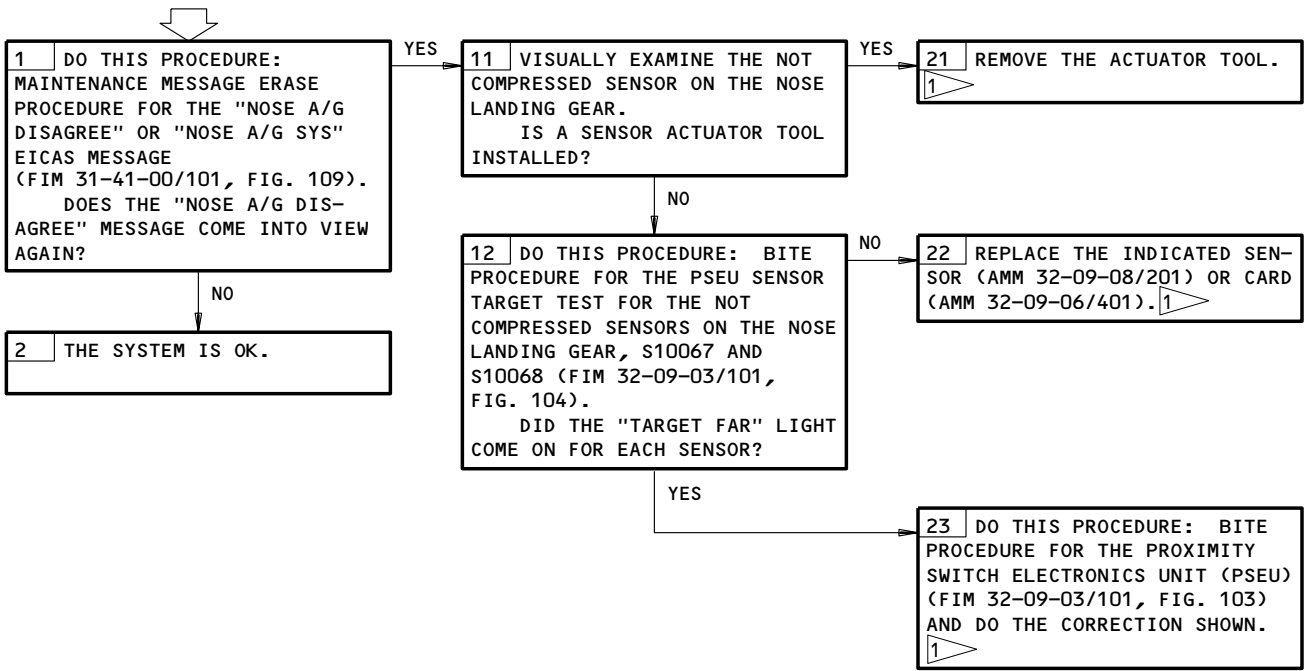 1 DO THIS PROCEDURE:
MAINTENANCE MESSAGE ERASE
PROCEDURE FOR THE "NOSE A/G
DISAGREE" OR "NOSE A/G SYS"
EICAS MESSAGE
(FIM 31-41-00/101, FIG. 109).
DOES THE "NOSE A/G DIS-
AGREE" MESSAGE COME INTO VIEW
AGAIN?
YES
NO
2 THE SYSTEM IS OK.
11 VISUALLY EXAMINE THE NOT
COMPRESSED SENSOR ON THE NOSE
LANDING GEAR.
IS A SENSOR ACTUATOR TOOL
INSTALLED?
YES
NO
21 REMOVE THE ACTUATOR TOOL.
1
12 DO THIS PROCEDURE: BITE
PROCEDURE FOR THE PSEU SENSOR
TARGET TEST FOR THE NOT
COMPRESSED SENSORS ON THE NOSE
LANDING GEAR, S10067 AND
S10068 (FIM 32-09-03/101,
FIG. 104).
DID THE "TARGET FAR" LIGHT
COME ON FOR EACH SENSOR?
NO
YES
22 REPLACE THE INDICATED SEN-
SOR (AMM 32-09-08/201) OR CARD
(AMM 32-09-06/401). 1
23 DO THIS PROCEDURE: BITE
PROCEDURE FOR THE PROXIMITY
SWITCH ELECTRONICS UNIT (PSEU)
(FIM 32-09-03/101, FIG. 103)
AND DO THE CORRECTION SHOWN.
1